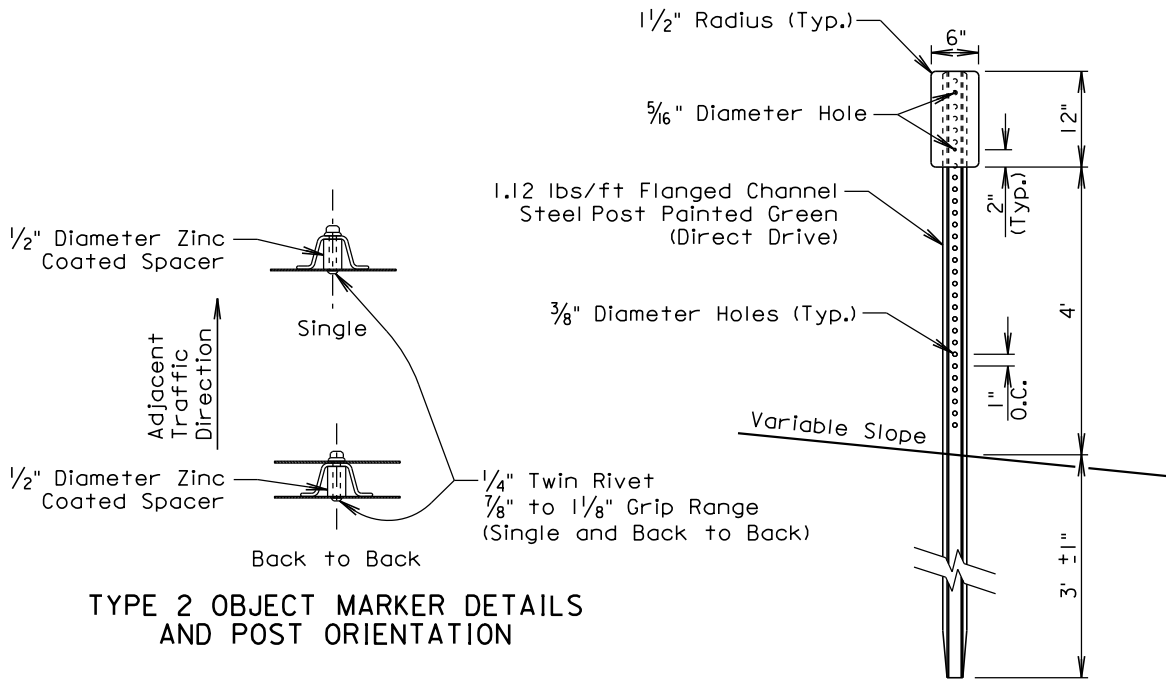 1 1/2" Radius (Typ.)
6"
5/16" Diameter Hole
12"
1.12 lbs/ft Flanged Channel
Steel Post Painted Green
(Direct Drive)
2"
(Typ.)
1/2" Diameter Zinc
Coated Spacer
Single
3/8" Diameter Holes (Typ.)
4'
Adjacent
Traffic
Direction
1"
O.C.
Variable Slope
1/2" Diameter Zinc
Coated Spacer
1/4" Twin Rivet
7/8" to 1 1/8" Grip Range
(Single and Back to Back)
Back to Back
3' ±1"
TYPE 2 OBJECT MARKER DETAILS
AND POST ORIENTATION